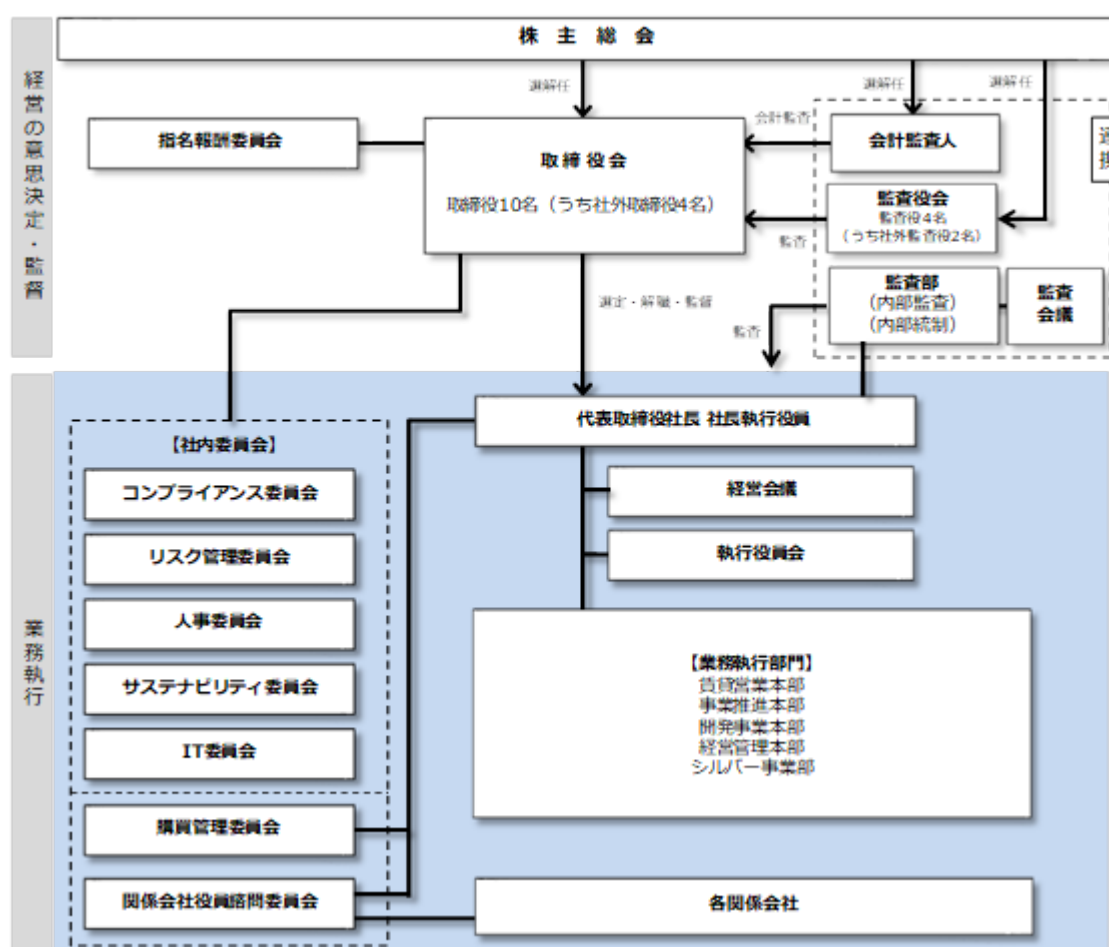 株主総会
経営の意思決定・監督
選解任
選解任
選解任
指名報酬委員会
取締役会
取締役10名（うち社外取締役4名）
会計監査
会計監査人
監査役会
監査役4名
（うち社外監査役2名）
監査
監査部
（内部監査）
（内部統制）
監査
会議
選定・解職・監督
監査
業務執行
代表取締役社長 社長執行役員
【社内委員会】
コンプライアンス委員会
リスク管理委員会
人事委員会
サステナビリティ委員会
IT委員会
購買管理委員会
関係会社役員諮問委員会
経営会議
執行役員会
【業務執行部門】
賃貸営業本部
事業推進本部
開発事業本部
経営管理本部
シルバー事業部
各関係会社